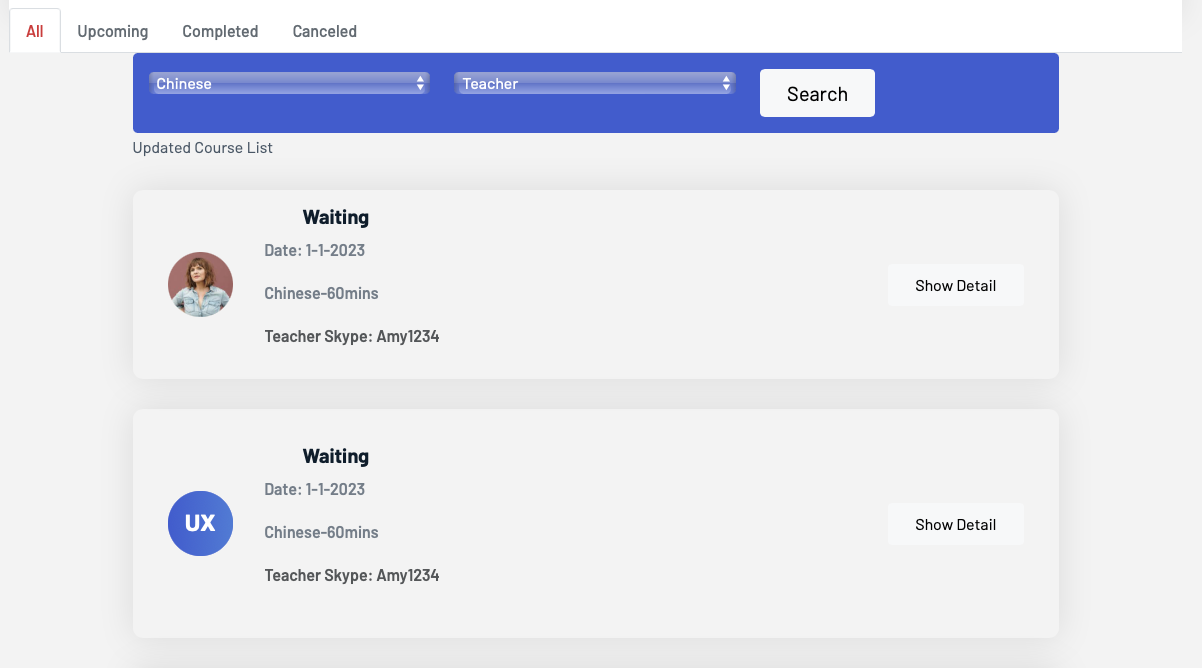 All Upcoming Completed Canceled
Chinese Teacher Search
Updated Course List
Waiting
Date: 1-1-2023
Chinese-60mins
Show Detail
Teacher Skype: Amy1234
Waiting
Date: 1-1-2023
UX
Chinese-60mins
Show Detail
Teacher Skype: Amy1234